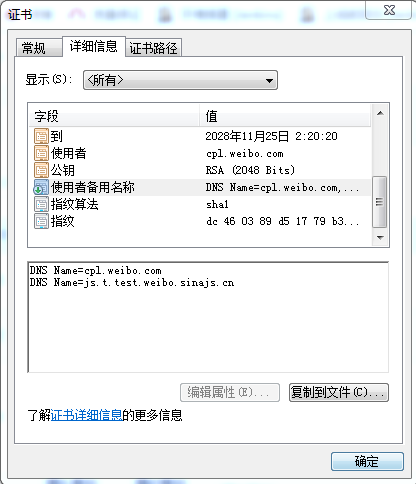 证书
常规 详细信息 证书路径
显示(S): <所有>
字段 值
到 2028年11月25日 2:20:20
使用者 cpl.weibo.com
公钥 RSA (2048 Bits)
使用者备用名称 DNS Name=cpl.weibo.com,...
指纹算法 sha1
指纹 dc 46 03 89 d5 17 79 b3...
DNS Name=cpl.weibo.com
DNS Name=js.t.test.weibo.sinajs.cn
编辑属性(E)... 复制到文件(C)...
了解证书详细信息的更多信息
确定